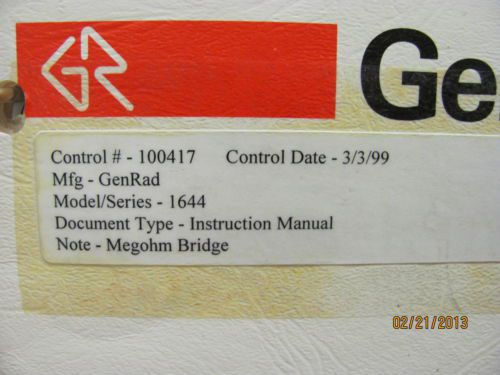 GR
Ge
Control # - 100417 Control Date - 3/3/99
Mfg - GenRad
Model/Series - 1644
Document Type - Instruction Manual
Note - Megohm Bridge
02/21/2013